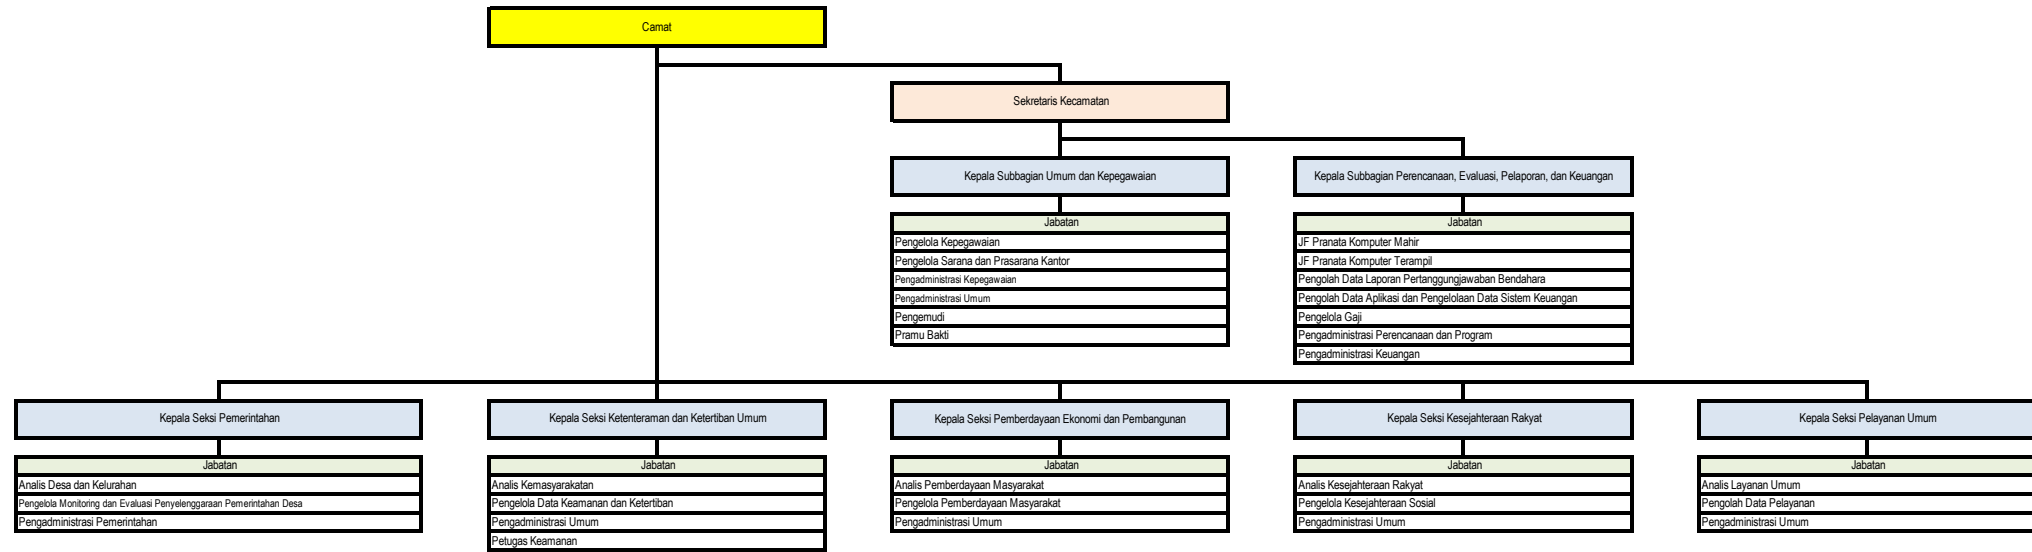 Camat
Sekretaris Kecamatan
Kepala Subbagian Umum dan Kepegawaian
Jabatan
Pengelola Kepegawaian
Pengelola Sarana dan Prasarana Kantor
Pengadministrasi Kepegawaian
Pengadministrasi Umum
Pengemudi
Pramu Bakti
Kepala Subbagian Perencanaan, Evaluasi, Pelaporan, dan Keuangan
Jabatan
JF Pranata Komputer Mahir
JF Pranata Komputer Terampil
Pengolah Data Laporan Pertanggungjawaban Bendahara
Pengolah Data Aplikasi dan Pengelolaan Data Sistem Keuangan
Pengelola Gaji
Pengadministrasi Perencanaan dan Program
Pengadministrasi Keuangan
Kepala Seksi Pemerintahan
Jabatan
Analis Desa dan Kelurahan
Pengelola Monitoring dan Evaluasi Penyelenggaraan Pemerintahan Desa
Pengadministrasi Pemerintahan
Kepala Seksi Ketenteraman dan Ketertiban Umum
Jabatan
Analis Kemasyarakatan
Pengelola Data Keamanan dan Ketertiban
Pengadministrasi Umum
Petugas Keamanan
Kepala Seksi Pemberdayaan Ekonomi dan Pembangunan
Jabatan
Analis Pemberdayaan Masyarakat
Pengelola Pemberdayaan Masyarakat
Pengadministrasi Umum
Kepala Seksi Kesejahteraan Rakyat
Jabatan
Analis Kesejahteraan Rakyat
Pengelola Kesejahteraan Sosial
Pengadministrasi Umum
Kepala Seksi Pelayanan Umum
Jabatan
Analis Layanan Umum
Pengolah Data Pelayanan
Pengadministrasi Umum